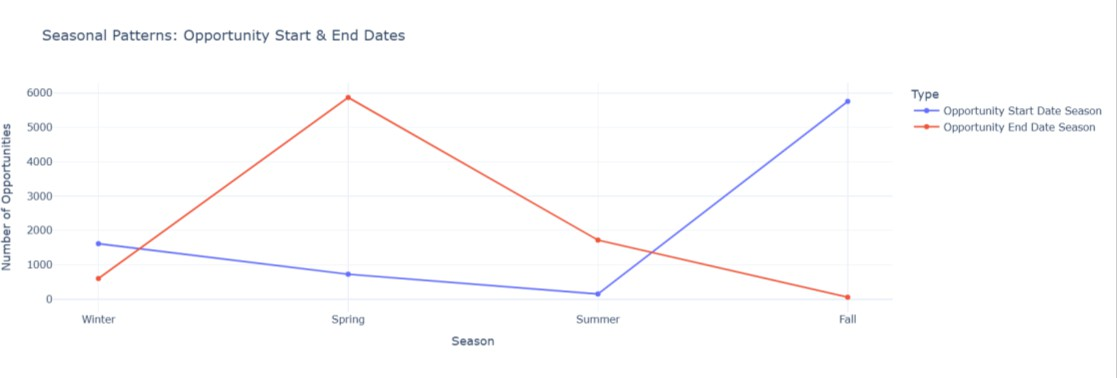 Seasonal Patterns: Opportunity Start & End Dates
Type
Opportunity Start Date Season
Opportunity End Date Season
Number of Opportunities
6000
5000
4000
3000
2000
1000
0
Winter
Spring
Summer
Fall
Season